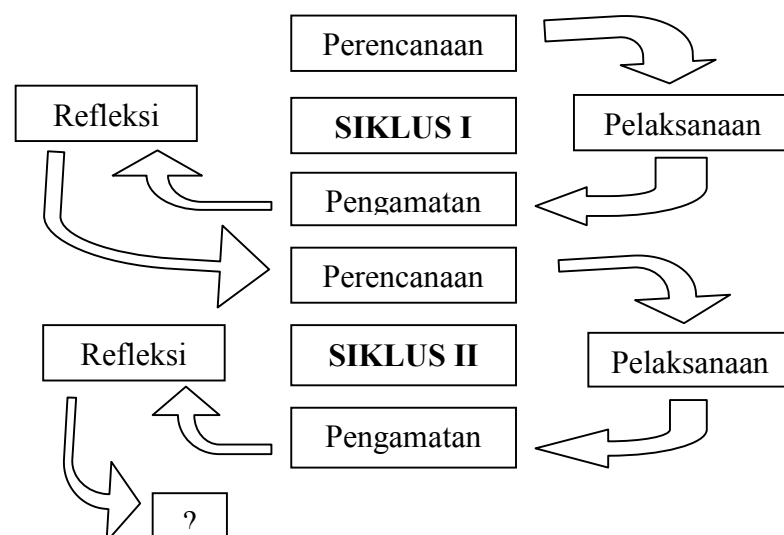 Perencanaan
Refleksi
SIKLUS I
Pelaksanaan
Pengamatan
Perencanaan
Refleksi
SIKLUS II
Pelaksanaan
Pengamatan
?